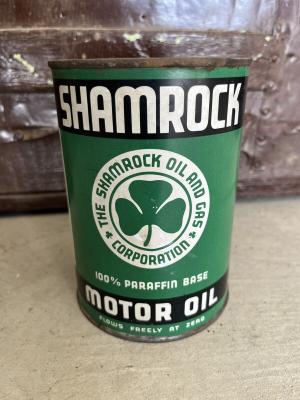 SHAMROCK
THE SHAMROCK OIL AND GAS
CORPORATION
100% PARAFFIN BASE
MOTOR OIL
FLOWS FREELY AT ZERO